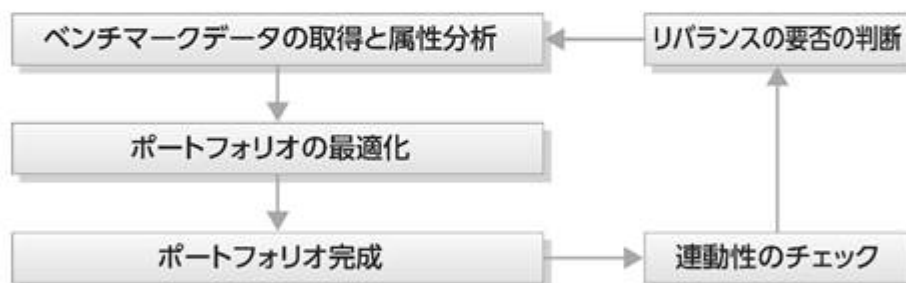 ベンチマークデータの取得と属性分析
リバランスの要否の判断
ポートフォリオの最適化
ポートフォリオ完成
連動性のチェック